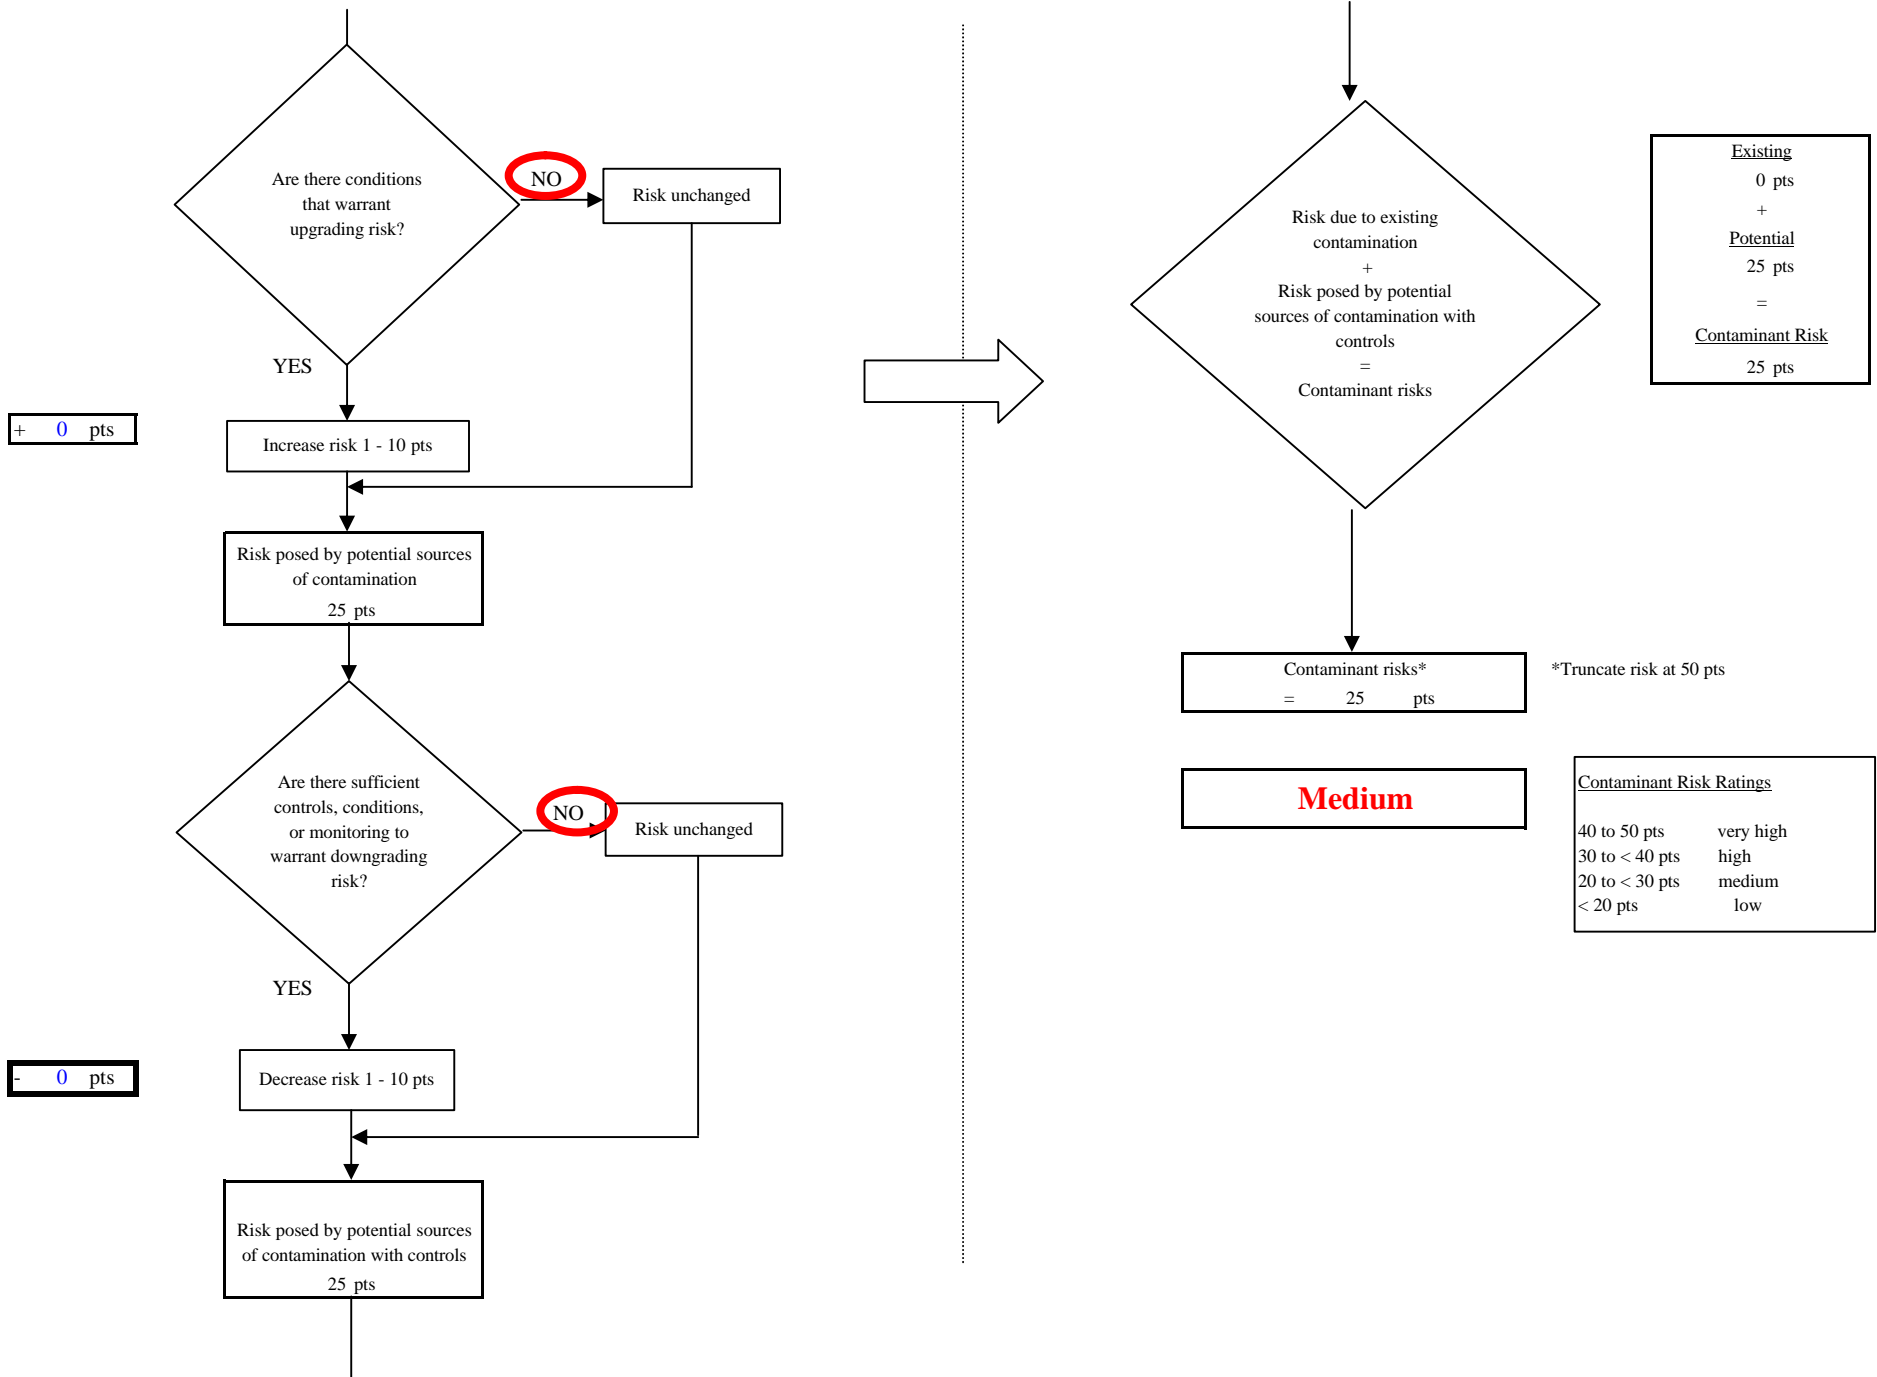 Are there conditions
that warrant
upgrading risk?
NO
Risk unchanged
YES
+ 0 pts
Increase risk 1 - 10 pts
Risk posed by potential sources
of contamination
25 pts
Are there sufficient
controls, conditions,
or monitoring to
warrant downgrading
risk?
NO
Risk unchanged
YES
- 0 pts
Decrease risk 1 - 10 pts
Risk posed by potential sources
of contamination with controls
25 pts
Risk due to existing
contamination
+
Risk posed by potential
sources of contamination with
controls
=
Contaminant risks
Existing
0 pts
+
Potential
25 pts
=
Contaminant Risk
25 pts
Contaminant risks*
= 25 pts
*Truncate risk at 50 pts
Medium
Contaminant Risk Ratings
40 to 50 pts very high
30 to < 40 pts high
20 to < 30 pts medium
< 20 pts low